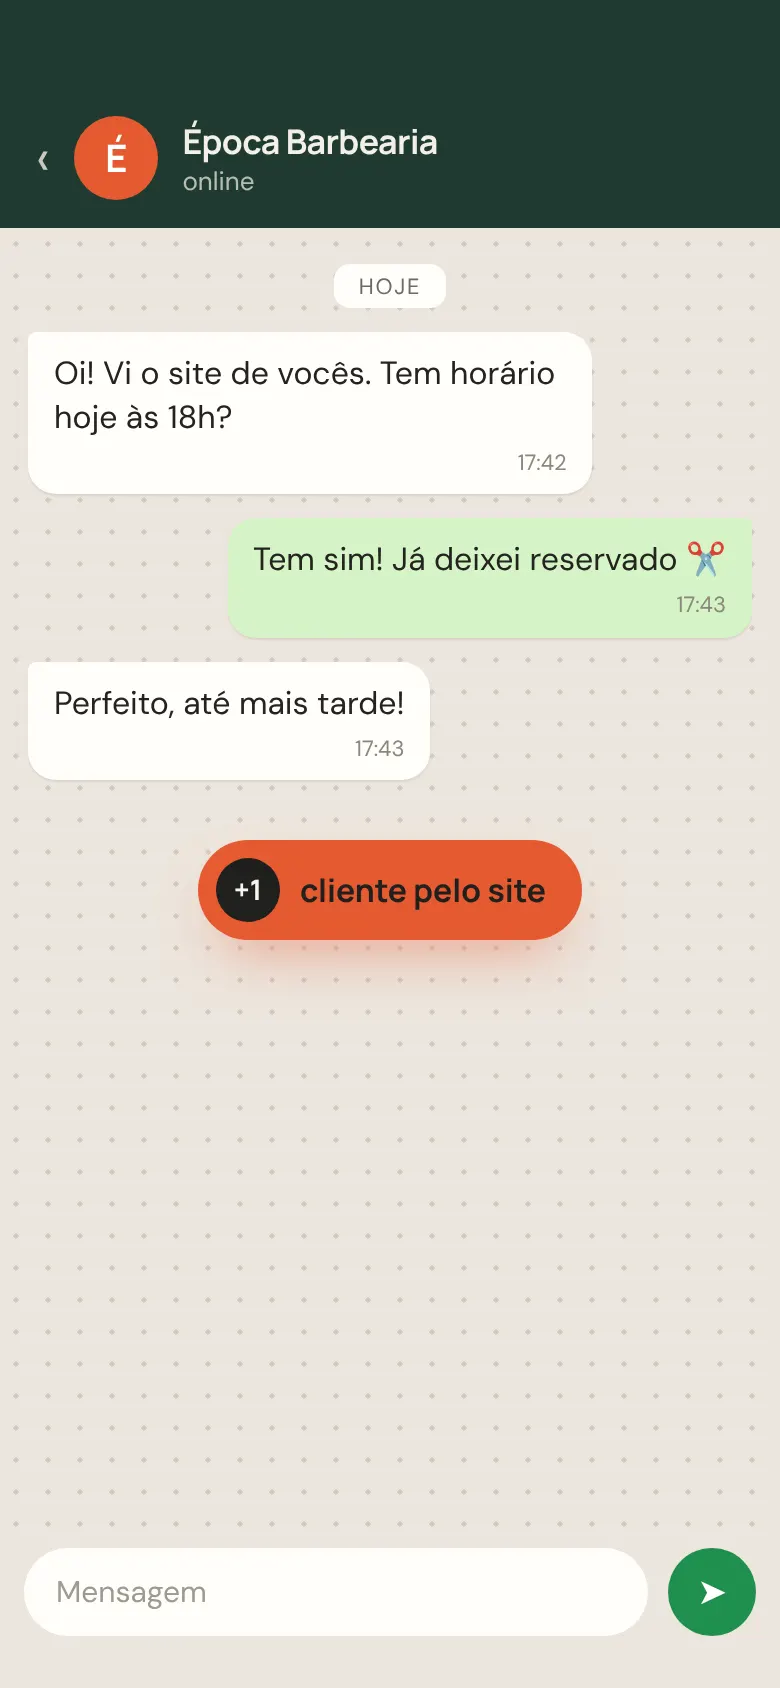 É
Época Barbearia
online
HOJE
Oi! Vi o site de vocês. Tem horário
hoje às 18h?
17:42
Tem sim! Já deixei reservado ✂️
17:43
Perfeito, até mais tarde!
17:43
+1 cliente pelo site
Mensagem